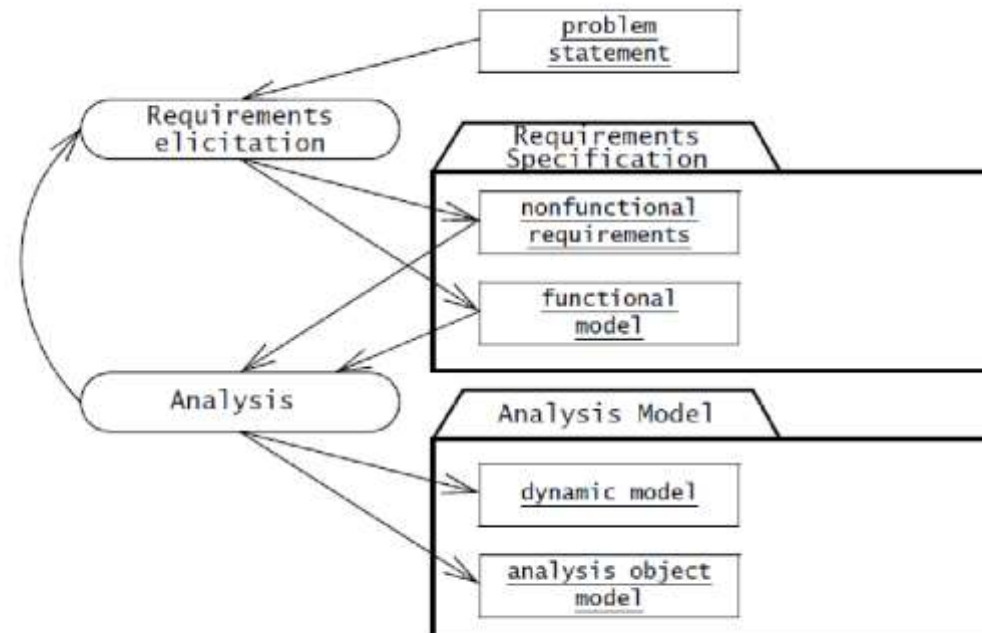 problem
statement
Requirements
elicitation
Requirements
Specification
nonfunctional
requirements
functional
model
Analysis
Analysis Model
dynamic model
analysis object
model